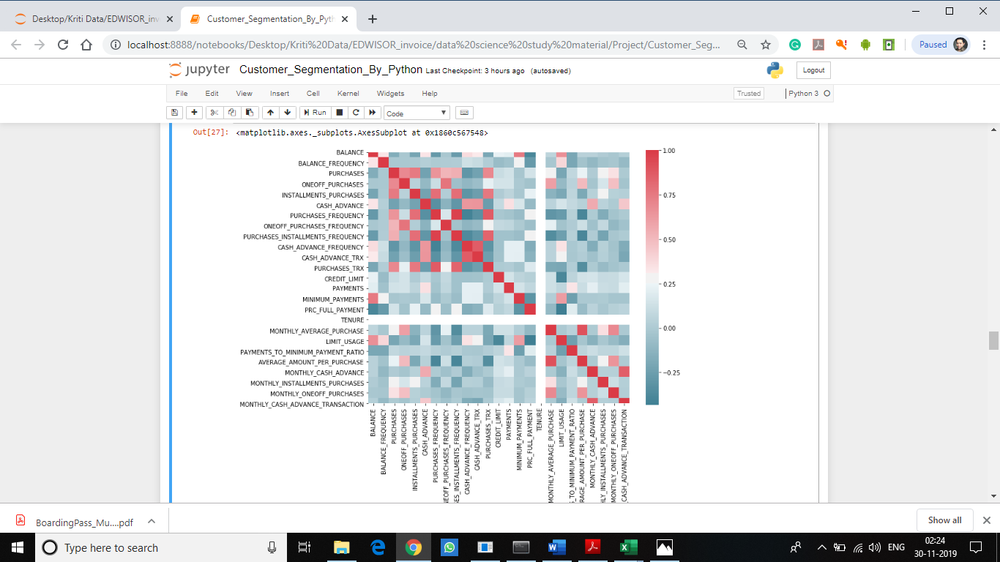 Desktop/Kriti Data/EDWISOR_inv
Customer_Segmentation_By_Pyth
localhost:8888/notebooks/Desktop/Kriti%20Data/EDWISOR_invoice/data%20science%20study%20material/Project/Customer_Seg...
Paused
jupyter Customer_Segmentation_By_Python Last Checkpoint: 3 hours ago (autosaved)
Logout
File Edit View Insert Cell Kernel Widgets Help
Trusted Python 3
Run Code
Out[27]: <matplotlib.axes._subplots.AxesSubplot at 0x1860c567548>
BALANCE
BALANCE_FREQUENCY
PURCHASES
ONEOFF_PURCHASES
INSTALLMENTS_PURCHASES
CASH_ADVANCE
PURCHASES_FREQUENCY
ONEOFF_PURCHASES_FREQUENCY
PURCHASES_INSTALLMENTS_FREQUENCY
CASH_ADVANCE_FREQUENCY
CASH_ADVANCE_TRX
PURCHASES_TRX
CREDIT_LIMIT
PAYMENTS
MINIMUM_PAYMENTS
PRC_FULL_PAYMENT
TENURE
MONTHLY_AVERAGE_PURCHASE
LIMIT_USAGE
PAYMENTS_TO_MINIMUM_PAYMENT_RATIO
AVERAGE_AMOUNT_PER_PURCHASE
MONTHLY_CASH_ADVANCE
MONTHLY_INSTALLMENTS_PURCHASES
MONTHLY_ONEOFF_PURCHASES
MONTHLY_CASH_ADVANCE_TRANSACTION
1.00
0.75
0.50
0.25
0.00
−0.25
BALANCE
BALANCE_FREQUENCY
PURCHASES
ONEOFF_PURCHASES
INSTALLMENTS_PURCHASES
CASH_ADVANCE
PURCHASES_FREQUENCY
NEOFF_PURCHASES_FREQUENCY
ES_INSTALLMENTS_FREQUENCY
CASH_ADVANCE_FREQUENCY
CASH_ADVANCE_TRX
PURCHASES_TRX
CREDIT_LIMIT
PAYMENTS
MINIMUM_PAYMENTS
PRC_FULL_PAYMENT
TENURE
MONTHLY_AVERAGE_PURCHASE
LIMIT_USAGE
S_TO_MINIMUM_PAYMENT_RATIO
RAGE_AMOUNT_PER_PURCHASE
MONTHLY_CASH_ADVANCE
HLY_INSTALLMENTS_PURCHASES
MONTHLY_ONEOFF_PURCHASES
CASH_ADVANCE_TRANSACTION
BoardingPass_Mu....pdf
Show all
Type here to search
ENG
02:24
30-11-2019